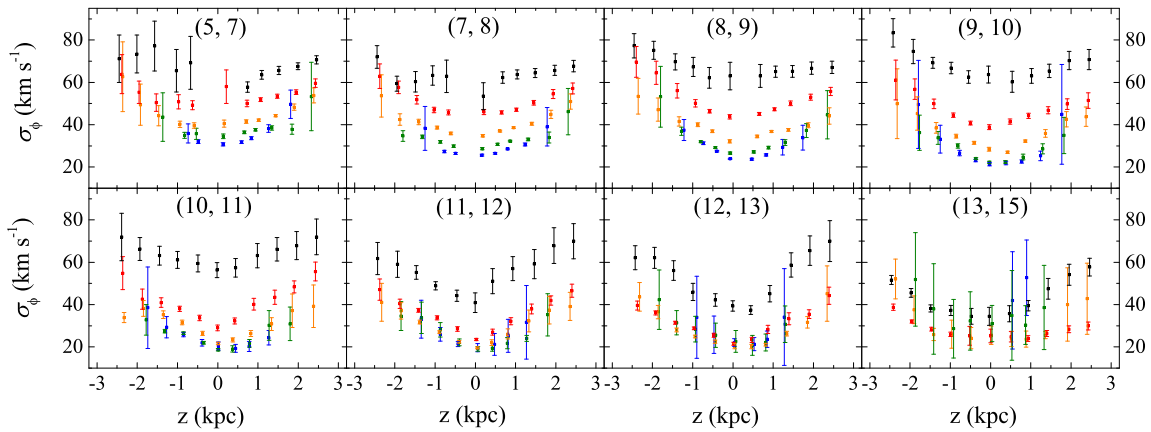 (5, 7) (7, 8) (8, 9) (9, 10)
80 80
60 60
40 40
20 20
σϕ (km s⁻¹)
(10, 11) (11, 12) (12, 13) (13, 15)
80 80
60 60
40 40
20 20
σϕ (km s⁻¹)
-3 -2 -1 0 1 2 3 -2 -1 0 1 2 3 -2 -1 0 1 2 3 -3 -2 -1 0 1 2 3
z (kpc) z (kpc) z (kpc) z (kpc)